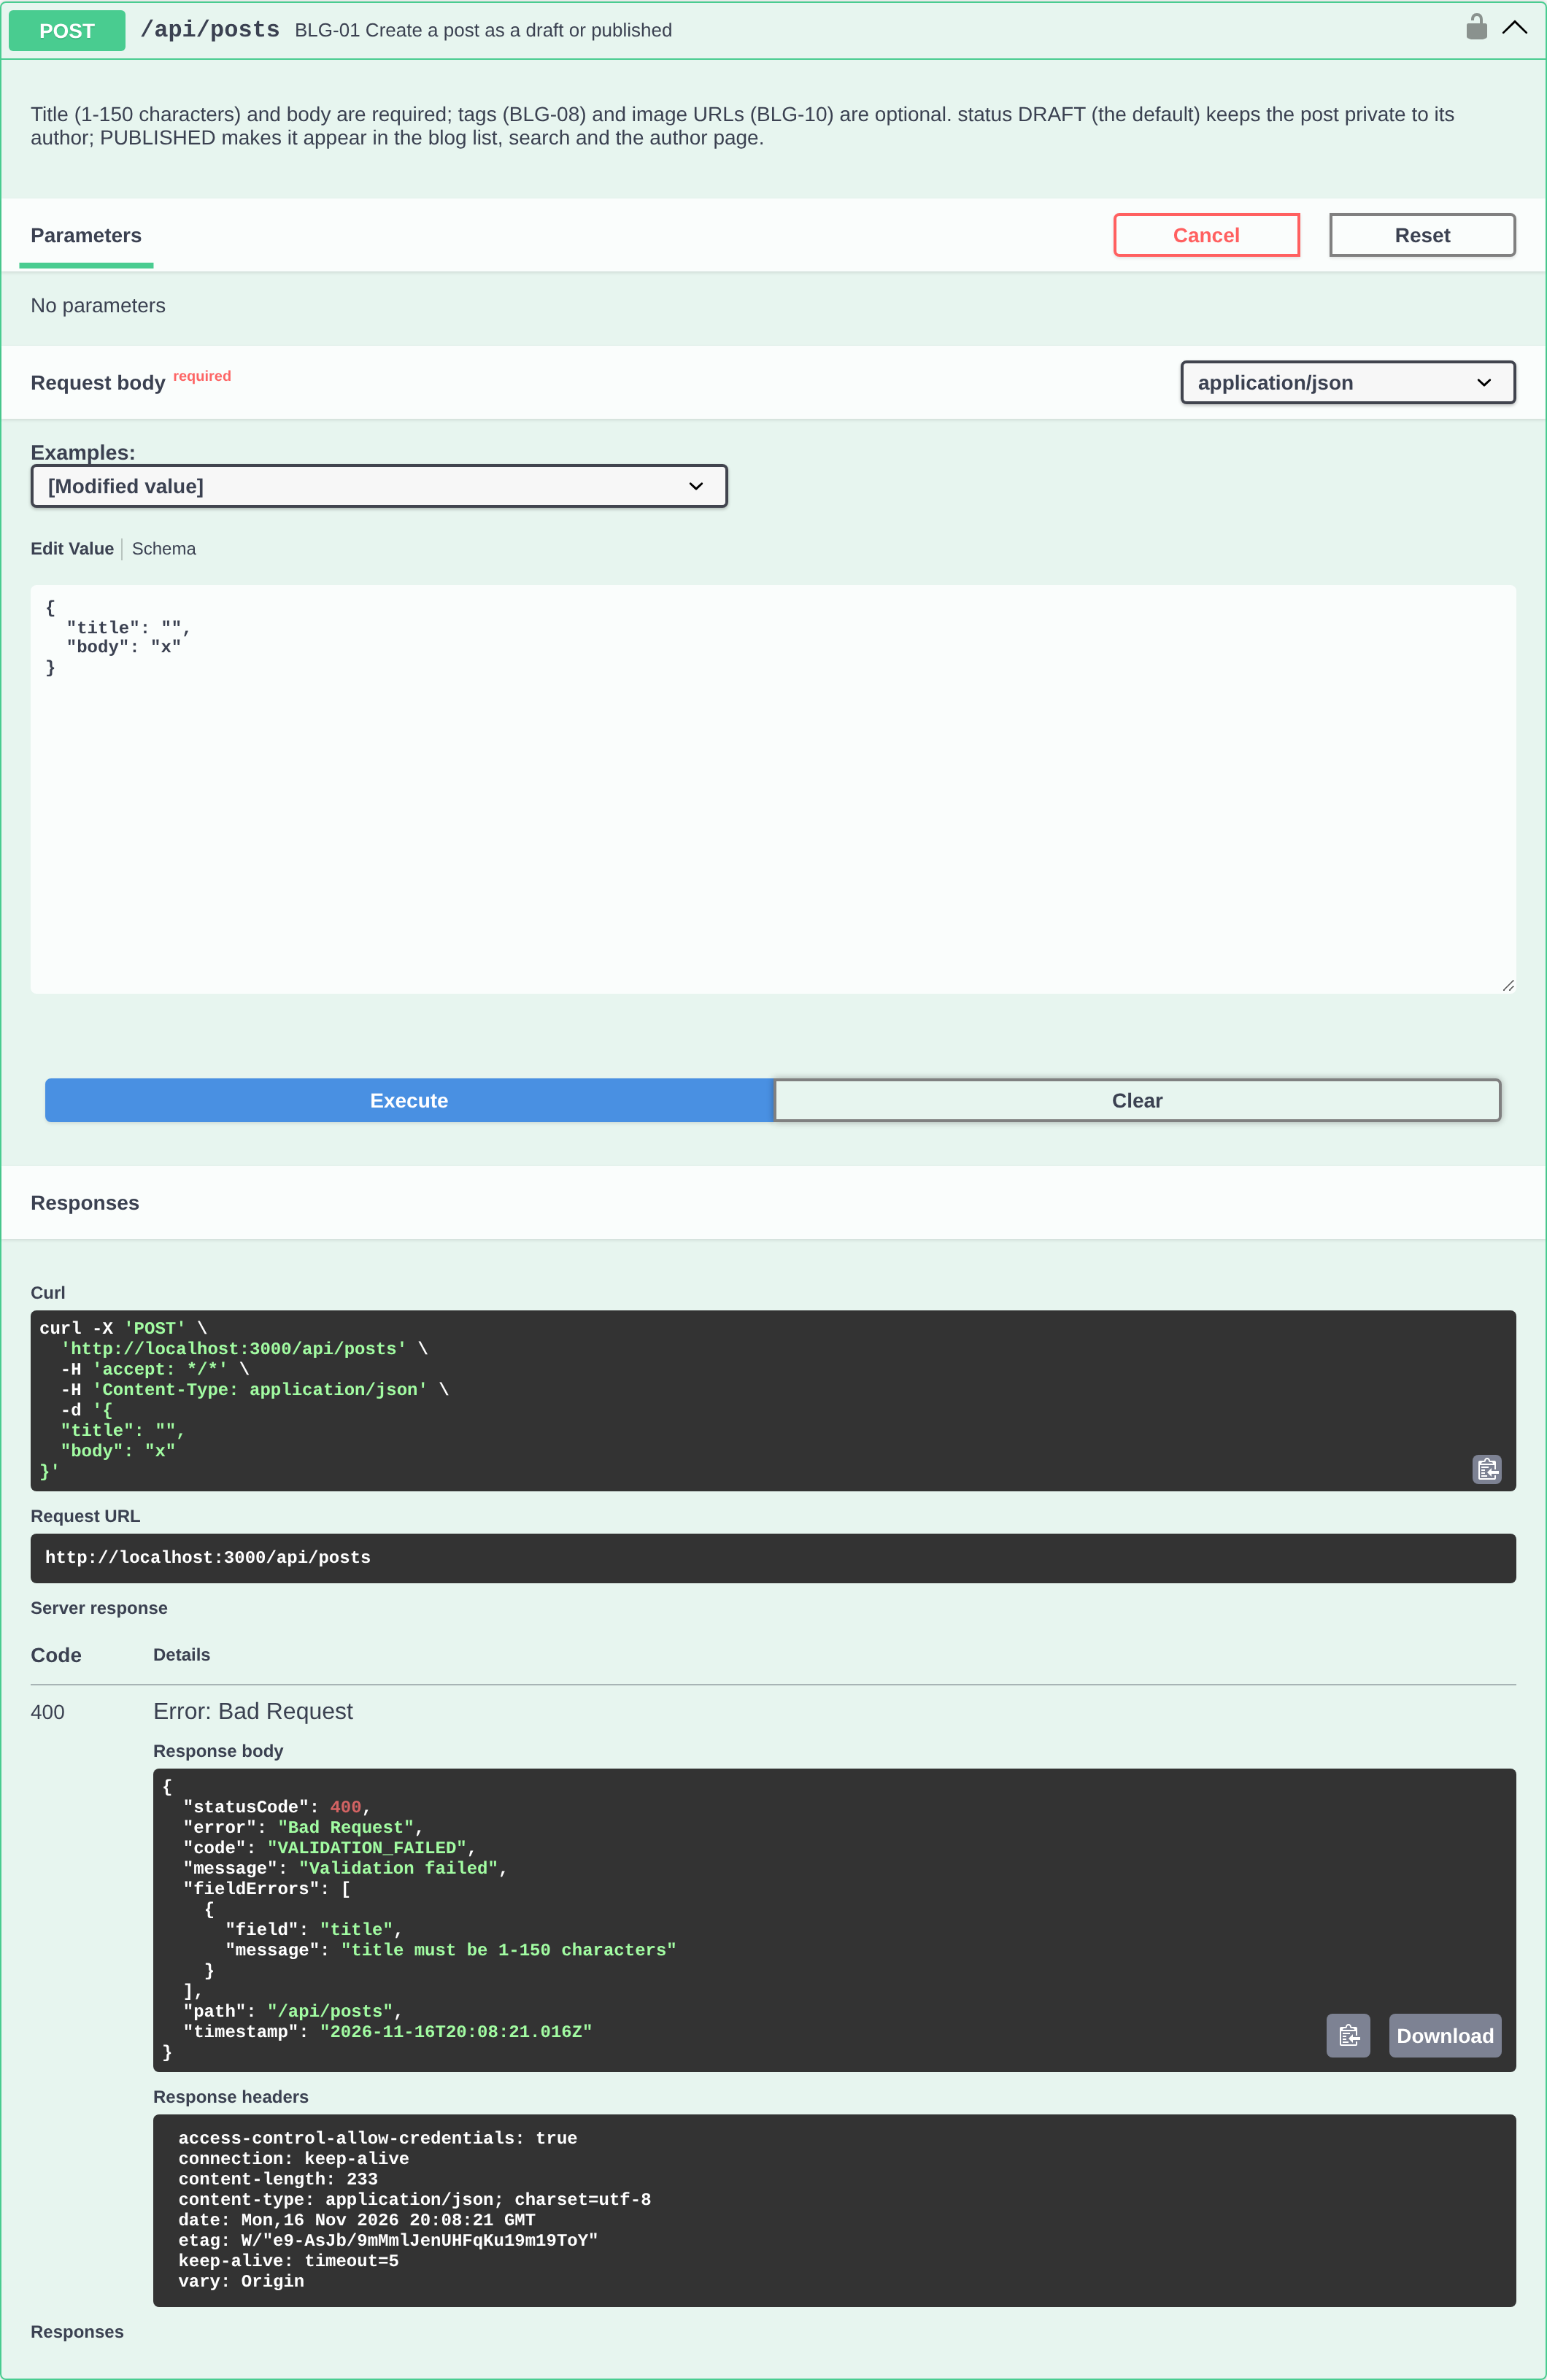 POST /api/posts BLG-01 Create a post as a draft or published
Title (1-150 characters) and body are required; tags (BLG-08) and image URLs (BLG-10) are optional. status DRAFT (the default) keeps the post private to its
author; PUBLISHED makes it appear in the blog list, search and the author page.
Parameters
Cancel
Reset
No parameters
Request body required
application/json
Examples:
[Modified value]
Edit Value
Schema
{
  "title": "",
  "body": "x"
}
Execute
Clear
Responses
Curl
curl -X 'POST' \
  'http://localhost:3000/api/posts' \
  -H 'accept: */*' \
  -H 'Content-Type: application/json' \
  -d '{
  "title": "",
  "body": "x"
}'
Request URL
http://localhost:3000/api/posts
Server response
Code Details
400 Error: Bad Request
Response body
{
  "statusCode": 400,
  "error": "Bad Request",
  "code": "VALIDATION_FAILED",
  "message": "Validation failed",
  "fieldErrors": [
    {
      "field": "title",
      "message": "title must be 1-150 characters"
    }
  ],
  "path": "/api/posts",
  "timestamp": "2026-11-16T20:08:21.016Z"
}
Download
Response headers
access-control-allow-credentials: true
connection: keep-alive
content-length: 233
content-type: application/json; charset=utf-8
date: Mon,16 Nov 2026 20:08:21 GMT
etag: W/"e9-AsJb/9mMmlJenUHFqKu19m19ToY"
keep-alive: timeout=5
vary: Origin
Responses